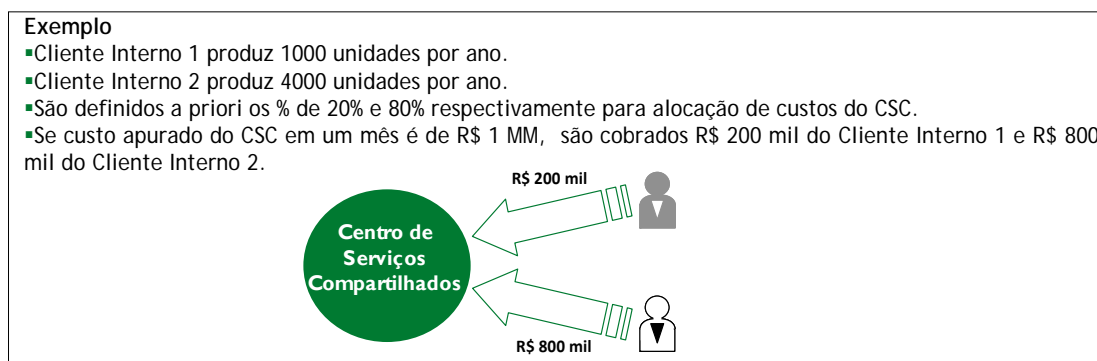 Exemplo
▪Cliente Interno 1 produz 1000 unidades por ano.
▪Cliente Interno 2 produz 4000 unidades por ano.
▪São definidos a priori os % de 20% e 80% respectivamente para alocação de custos do CSC.
▪Se custo apurado do CSC em um mês é de R$ 1 MM, são cobrados R$ 200 mil do Cliente Interno 1 e R$ 800
mil do Cliente Interno 2.
R$ 200 mil
Centro de
Serviços
Compartilhados
R$ 800 mil